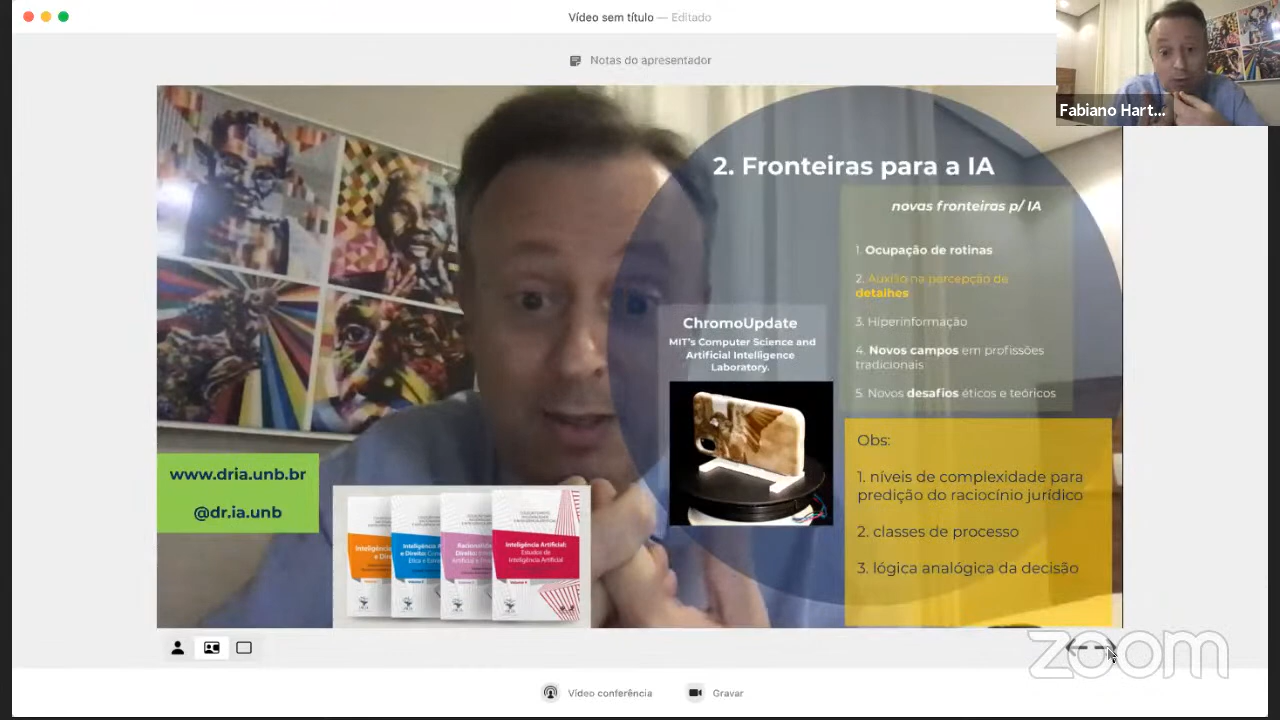 Vídeo sem título — Editado
Notas do apresentador
Fabiano Hart...
2. Fronteiras para a IA
novas fronteiras p/ IA
1. Ocupação de rotinas
2. Auxílio na percepção de
detalhes
3. Hiperinformação
4. Novos campos em profissões
tradicionais
5. Novos desafios éticos e teóricos
ChromoUpdate
MIT's Computer Science and
Artificial Intelligence
Laboratory.
Obs:
1. níveis de complexidade para
predição do raciocínio jurídico
2. classes de processo
3. lógica analógica da decisão
www.dria.unb.br
@dr.ia.unb
Inteligência Artificial:
Estudos de
Inteligência Artificial
zoom
Vídeo conferência
Gravar